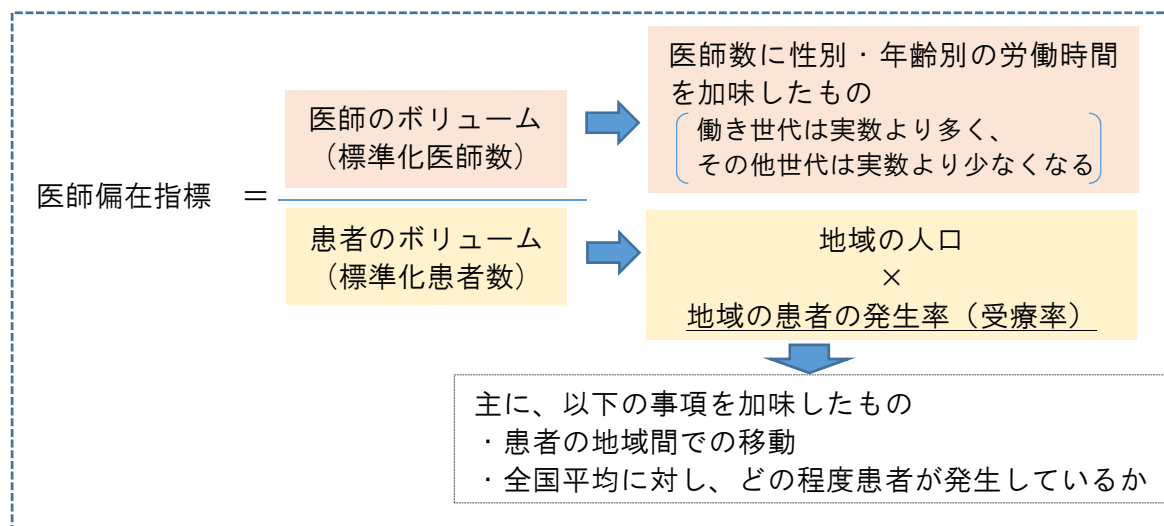 医師偏在指標 =
医師のボリューム
（標準化医師数）
医師数に性別・年齢別の労働時間
を加味したもの
働き世代は実数より多く、
その他世代は実数より少なくなる
患者のボリューム
（標準化患者数）
地域の人口
×
地域の患者の発生率（受療率）
主に、以下の事項を加味したもの
・患者の地域間での移動
・全国平均に対し、どの程度患者が発生しているか